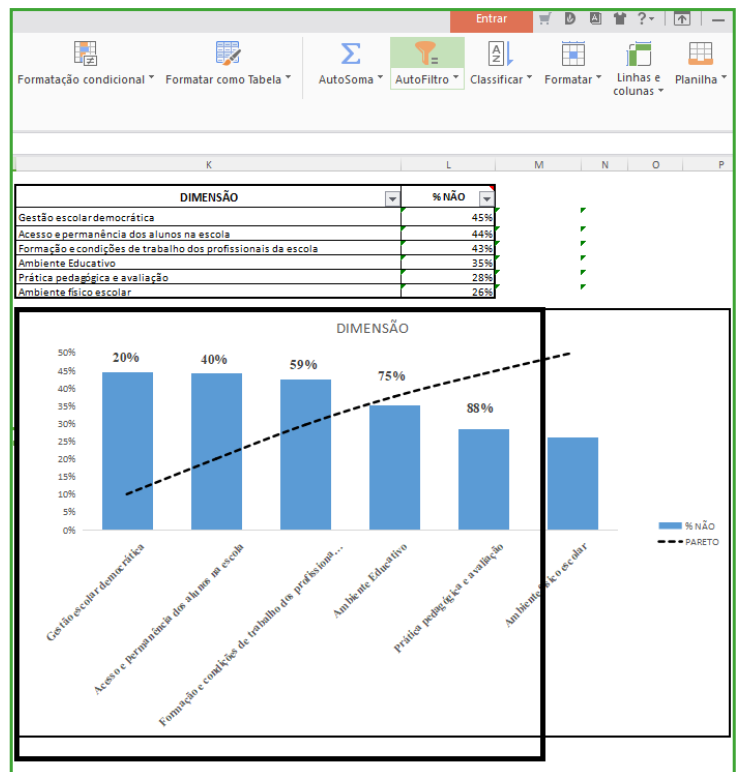 Entrar
?
Formatação condicional
Formatar como Tabela
AutoSoma
AutoFiltro
Classificar
Formatar
Linhas e
colunas
Planilha
K L M N O P
DIMENSÃO % NÃO
Gestão escolar democrática 45%
Acesso e permanência dos alunos na escola 44%
Formação e condições de trabalho dos profissionais da escola 43%
Ambiente Educativo 35%
Prática pedagógica e avaliação 28%
Ambiente físico escolar 26%
DIMENSÃO
50%
45%
40%
35%
30%
25%
20%
15%
10%
5%
0%
20% 40% 59% 75% 88%
Gestão escolar democrática
Acesso e permanência dos alunos na escola
Formação e condições de trabalho dos profissiona...
Ambiente Educativo
Prática pedagógica e avaliação
Ambiente físico escolar
% NÃO
PARETO